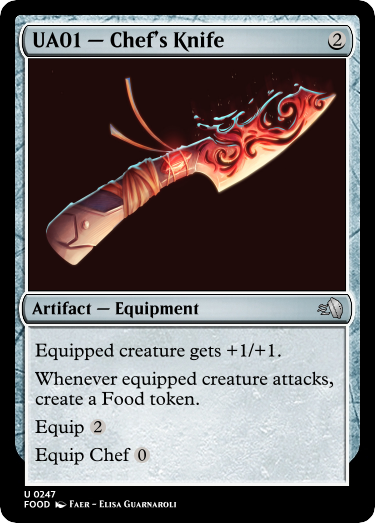 UA01 — Chef's Knife 2
Artifact — Equipment
Equipped creature gets +1/+1.
Whenever equipped creature attacks,
create a Food token.
Equip 2
Equip Chef 0
U 0247
FOOD Faer – Elisa Guarnaroli